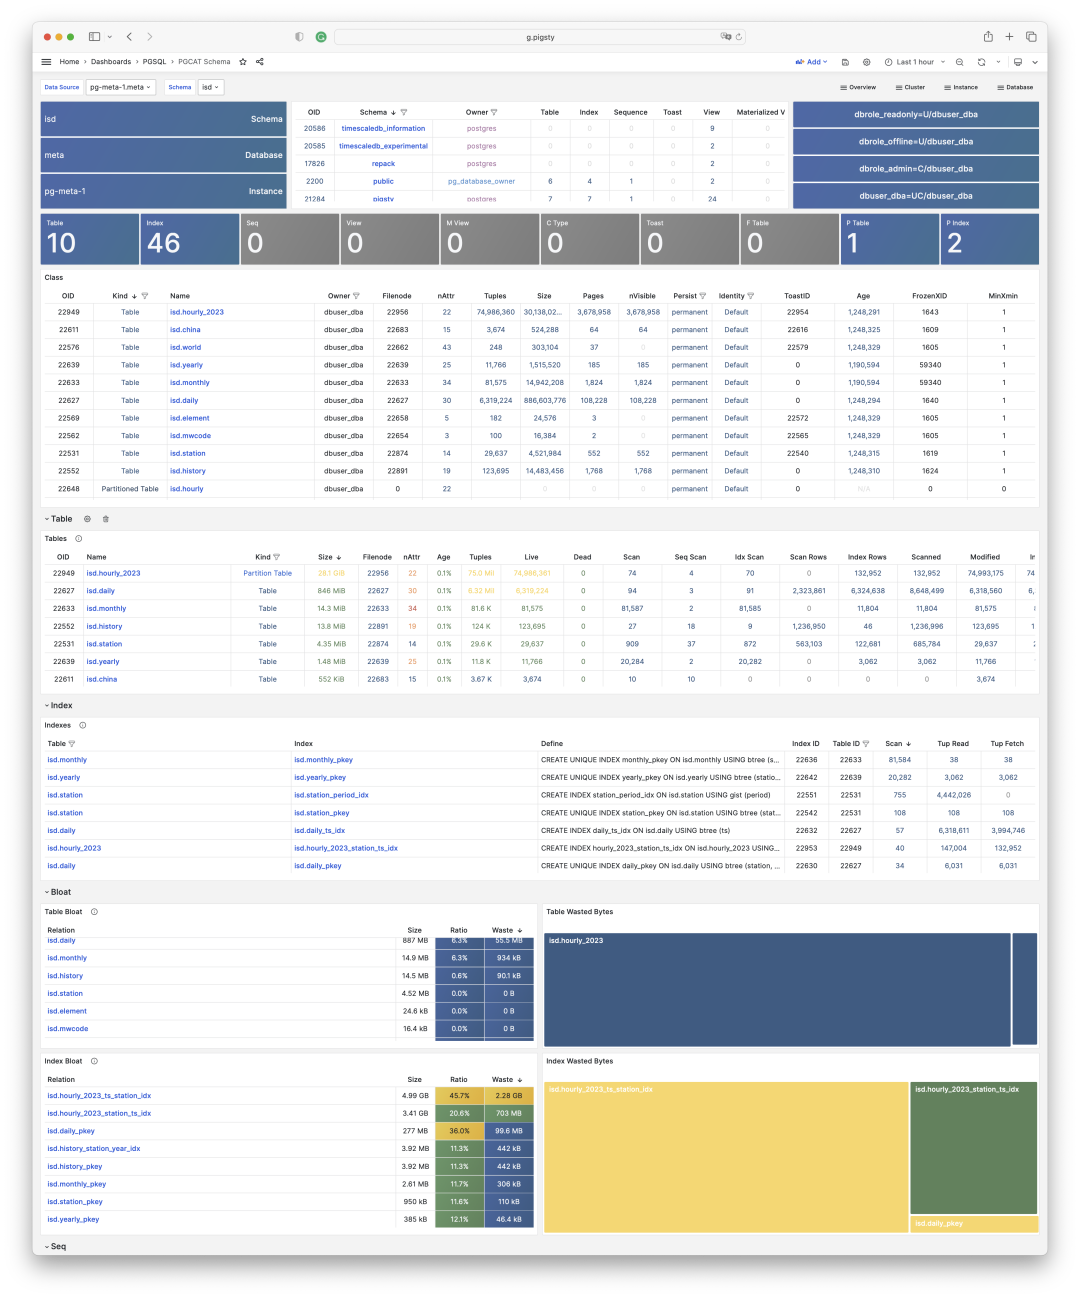 g.pigsty
Home › Dashboards › PGSQL › PGCAT Schema
Add
Last 1 hour
Data Source pg-meta-1.meta Schema isd
Overview Cluster Instance Database
isd Schema
meta Database
pg-meta-1 Instance
OID Schema Owner Table Index Sequence Toast View Materialized V
20586 timescaledb_information postgres 0 0 0 0 9 0
20585 timescaledb_experimental postgres 0 0 0 0 2 0
17826 repack postgres 0 0 0 0 2 0
2200 public pg_database_owner 6 4 1 0 2 0
21284 pigsty postgres 7 7 1 0 24 0
dbrole_readonly=U/dbuser_dba
dbrole_offline=U/dbuser_dba
dbrole_admin=C/dbuser_dba
dbuser_dba=UC/dbuser_dba
Table Index Seq View M View C Type Toast F Table P Table P Index
10 46 0 0 0 0 0 0 1 2
Class
OID Kind Name Owner Filenode nAttr Tuples Size Pages nVisible Persist Identity ToastID Age FrozenXID MinXmin
22949 Table isd.hourly_2023 dbuser_dba 22956 22 74,986,360 30,138,02... 3,678,958 3,678,958 permanent Default 22954 1,248,291 1643 1
22611 Table isd.china dbuser_dba 22683 15 3,674 524,288 64 64 permanent Default 22616 1,248,325 1609 1
22576 Table isd.world dbuser_dba 22662 43 248 303,104 37 0 permanent Default 22579 1,248,329 1605 1
22639 Table isd.yearly dbuser_dba 22639 25 11,766 1,515,520 185 185 permanent Default 0 1,190,594 59340 1
22633 Table isd.monthly dbuser_dba 22633 34 81,575 14,942,208 1,824 1,824 permanent Default 0 1,190,594 59340 1
22627 Table isd.daily dbuser_dba 22627 30 6,319,224 886,603,776 108,228 108,228 permanent Default 0 1,248,294 1640 1
22569 Table isd.element dbuser_dba 22658 5 182 24,576 3 0 permanent Default 22572 1,248,329 1605 1
22562 Table isd.mwcode dbuser_dba 22654 3 100 16,384 2 0 permanent Default 22565 1,248,329 1605 1
22531 Table isd.station dbuser_dba 22874 14 29,637 4,521,984 552 552 permanent Default 22540 1,248,315 1619 1
22552 Table isd.history dbuser_dba 22891 19 123,695 14,483,456 1,768 1,768 permanent Default 0 1,248,310 1624 1
22648 Partitioned Table isd.hourly dbuser_dba 0 22 0 0 0 permanent Default 0 N/A 0 0
Table
Tables
OID Name Kind Size Filenode nAttr Age Tuples Live Dead Scan Seq Scan Idx Scan Scan Rows Index Rows Scanned Modified
22949 isd.hourly_2023 Partition Table 28.1 GiB 22956 22 0.1% 75.0 Mil 74,986,361 0 74 4 70 0 132,952 132,952 74,993,175 74
22627 isd.daily Table 846 MiB 22627 30 0.1% 6.32 Mil 6,319,224 0 94 3 91 2,323,861 6,324,638 8,648,499 6,318,560 6,
22633 isd.monthly Table 14.3 MiB 22633 34 0.1% 81.6 K 81,575 0 81,587 2 81,585 0 11,804 11,804 81,575
22552 isd.history Table 13.8 MiB 22891 19 0.1% 124 K 123,695 0 27 18 9 1,236,950 46 1,236,996 123,695 1
22531 isd.station Table 4.35 MiB 22874 14 0.1% 29.6 K 29,637 0 909 37 872 563,103 122,681 685,784 29,637
22639 isd.yearly Table 1.48 MiB 22639 25 0.1% 11.8 K 11,766 0 20,284 2 20,282 0 3,062 3,062 11,766
22611 isd.china Table 552 KiB 22683 15 0.1% 3.67 K 3,674 0 10 10 0 0 0 0 3,674
Index
Indexes
Table Index Define Index ID Table ID Scan Tup Read Tup Fetch
isd.monthly isd.monthly_pkey CREATE UNIQUE INDEX monthly_pkey ON isd.monthly USING btree (s... 22636 22633 81,584 38 38
isd.yearly isd.yearly_pkey CREATE UNIQUE INDEX yearly_pkey ON isd.yearly USING btree (statio... 22642 22639 20,282 3,062 3,062
isd.station isd.station_period_idx CREATE INDEX station_period_idx ON isd.station USING gist (period) 22551 22531 755 4,442,026 0
isd.station isd.station_pkey CREATE UNIQUE INDEX station_pkey ON isd.station USING btree (stat... 22542 22531 108 108 108
isd.daily isd.daily_ts_idx CREATE INDEX daily_ts_idx ON isd.daily USING btree (ts) 22632 22627 57 6,318,611 3,994,746
isd.hourly_2023 isd.hourly_2023_station_ts_idx CREATE INDEX hourly_2023_station_ts_idx ON isd.hourly_2023 USING... 22953 22949 40 147,004 132,952
isd.daily isd.daily_pkey CREATE UNIQUE INDEX daily_pkey ON isd.daily USING btree (station, ... 22630 22627 34 6,031 6,031
Bloat
Table Bloat
Relation Size Ratio Waste
isd.daily 887 MB 6.3% 55.5 MB
isd.monthly 14.9 MB 6.3% 934 kB
isd.history 14.5 MB 0.6% 90.1 kB
isd.station 4.52 MB 0.0% 0 B
isd.element 24.6 kB 0.0% 0 B
isd.mwcode 16.4 kB 0.0% 0 B
Table Wasted Bytes
isd.hourly_2023
Index Bloat
Relation Size Ratio Waste
isd.hourly_2023_ts_station_idx 4.99 GB 45.7% 2.28 GB
isd.hourly_2023_station_ts_idx 3.41 GB 20.6% 703 MB
isd.daily_pkey 277 MB 36.0% 99.6 MB
isd.history_station_year_idx 3.92 MB 11.3% 442 kB
isd.history_pkey 3.92 MB 11.3% 442 kB
isd.monthly_pkey 2.61 MB 11.7% 306 kB
isd.station_pkey 950 kB 11.6% 110 kB
isd.yearly_pkey 385 kB 12.1% 46.4 kB
Index Wasted Bytes
isd.hourly_2023_ts_station_idx
isd.hourly_2023_station_ts_idx
isd.daily_pkey
Seq